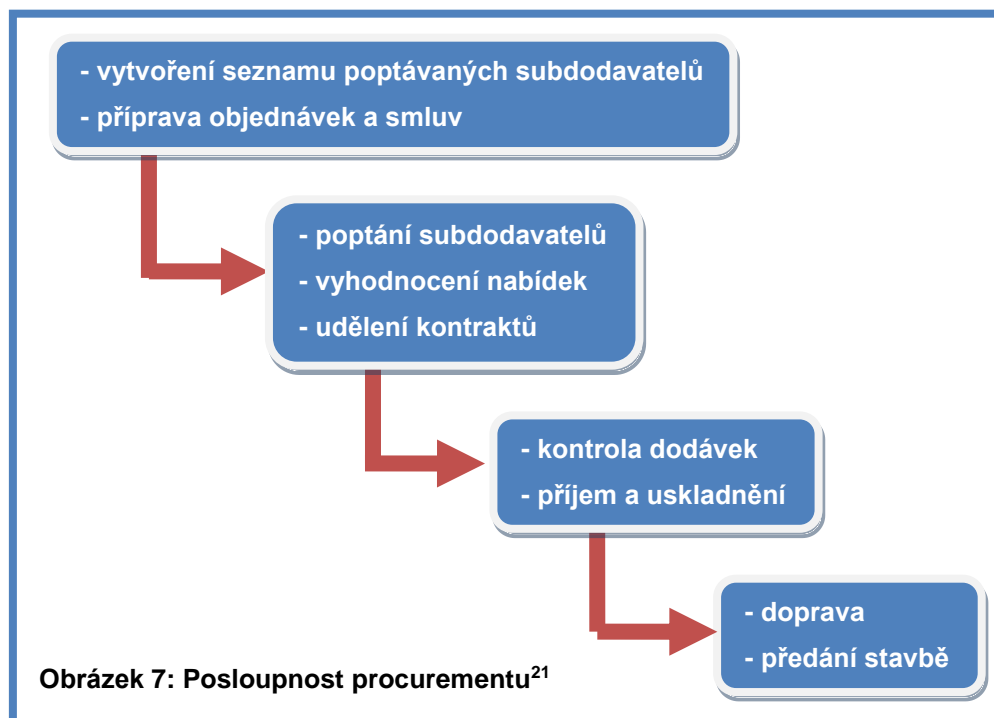 - vytvoření seznamu poptávaných subdodavatelů
- příprava objednávek a smluv
- poptání subdodavatelů
- vyhodnocení nabídek
- udělení kontraktů
- kontrola dodávek
- příjem a uskladnění
- doprava
- předání stavbě
Obrázek 7: Posloupnost procurementu21